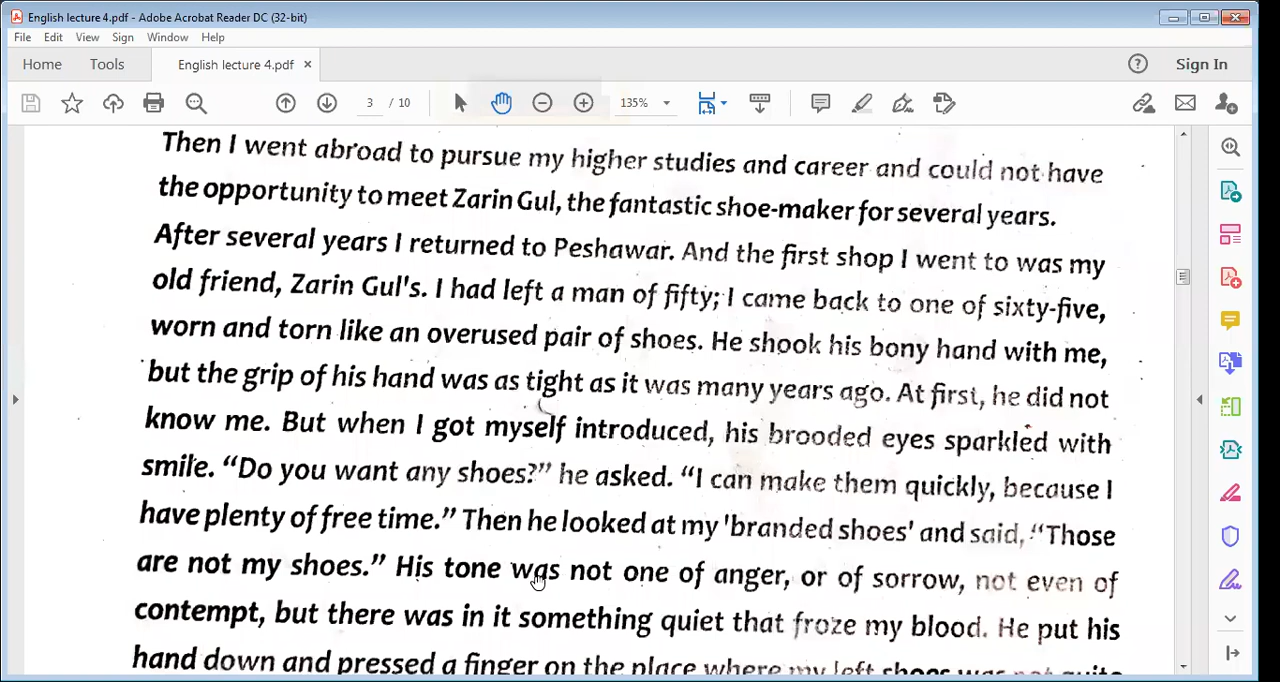 English lecture 4.pdf - Adobe Acrobat Reader DC (32-bit)
File Edit View Sign Window Help
Home Tools English lecture 4.pdf × Sign In
3 / 10 135%
Then I went abroad to pursue my higher studies and career and could not have
the opportunity to meet Zarin Gul, the fantastic shoe-maker for several years.
After several years I returned to Peshawar. And the first shop I went to was my
old friend, Zarin Gul's. I had left a man of fifty; I came back to one of sixty-five,
worn and torn like an overused pair of shoes. He shook his bony hand with me,
but the grip of his hand was as tight as it was many years ago. At first, he did not
know me. But when I got myself introduced, his brooded eyes sparkled with
smile. “Do you want any shoes?” he asked. “I can make them quickly, because I
have plenty of free time.” Then he looked at my 'branded shoes' and said, “Those
are not my shoes.” His tone was not one of anger, or of sorrow, not even of
contempt, but there was in it something quiet that froze my blood. He put his
hand down and pressed a finger on the place where my left shoes was not quite